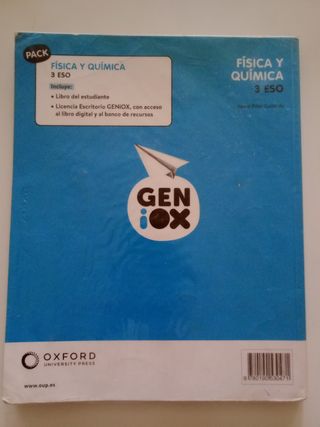 PACK
FÍSICA Y QUÍMICA
3 ESO
Incluye:
• Libro del estudiante
• Licencia Escritorio GENiOX, con acceso
al libro digital y al banco de recursos
FÍSICA Y
QUÍMICA
3 ESO
GEN
iOX
OXFORD
UNIVERSITY PRESS
www.oup.es